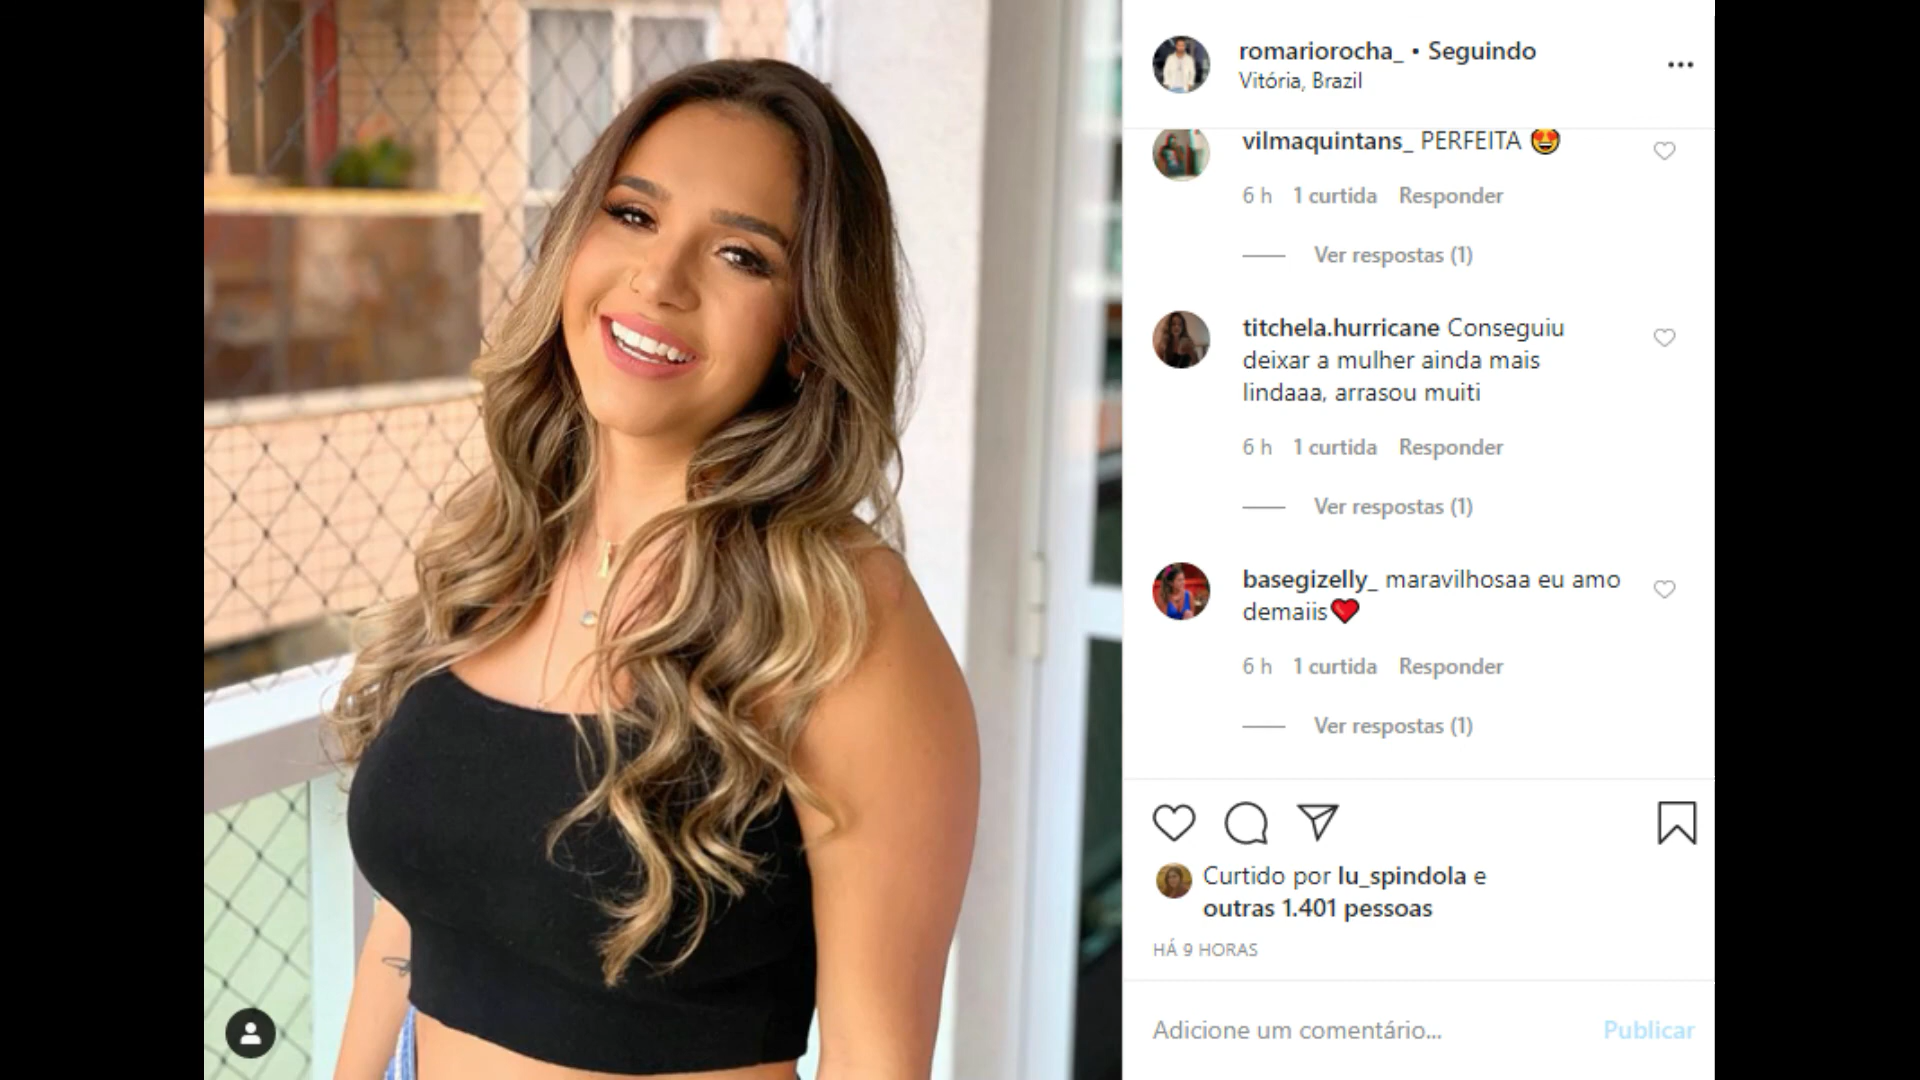 romariorocha_ • Seguindo
Vitória, Brazil
vilmaquintans_ PERFEITA 🤩
6 h 1 curtida Responder
Ver respostas (1)
titchela.hurricane Conseguiu
deixar a mulher ainda mais
lindaaa, arrasou muiti
6 h 1 curtida Responder
Ver respostas (1)
basegizelly_ maravilhosaa eu amo
demaiis❤️
6 h 1 curtida Responder
Ver respostas (1)
Curtido por lu_spindola e
outras 1.401 pessoas
HÁ 9 HORAS
Adicione um comentário... Publicar